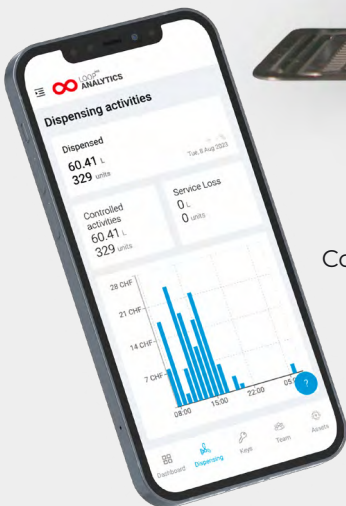 LOOP™
ANALYTICS
Dispensing activities
Dispensed
60.41 L
329 units
Tue, 8 Aug 2023
Controlled
activities
60.41 L
329 units
Service Loss
0 L
0 units
28 CHF
21 CHF
14 CHF
7 CHF
08:00
15:00
22:00
?
Dashboard
Dispensing
Keys
Team
Assets
Co